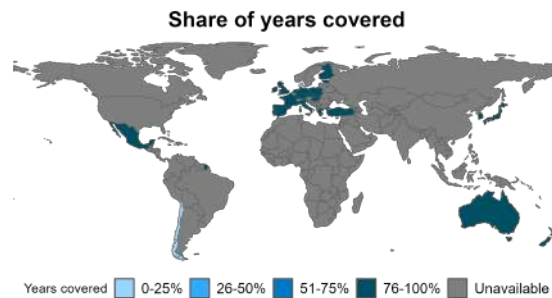 Share of years covered
Years covered 0-25% 26-50% 51-75% 76-100% Unavailable